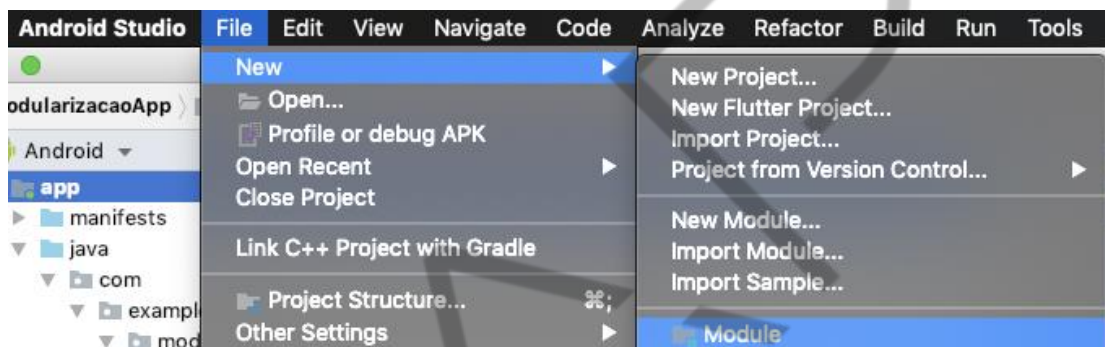 Android Studio File Edit View Navigate Code Analyze Refactor Build Run Tools
odularizacaoApp
Android
app
manifests
java
com
exampl
mod
New
Open...
Profile or debug APK
Open Recent
Close Project
Link C++ Project with Gradle
Project Structure... ⌘;
Other Settings
New Project...
New Flutter Project...
Import Project...
Project from Version Control...
New Module...
Import Module...
Import Sample...
Module